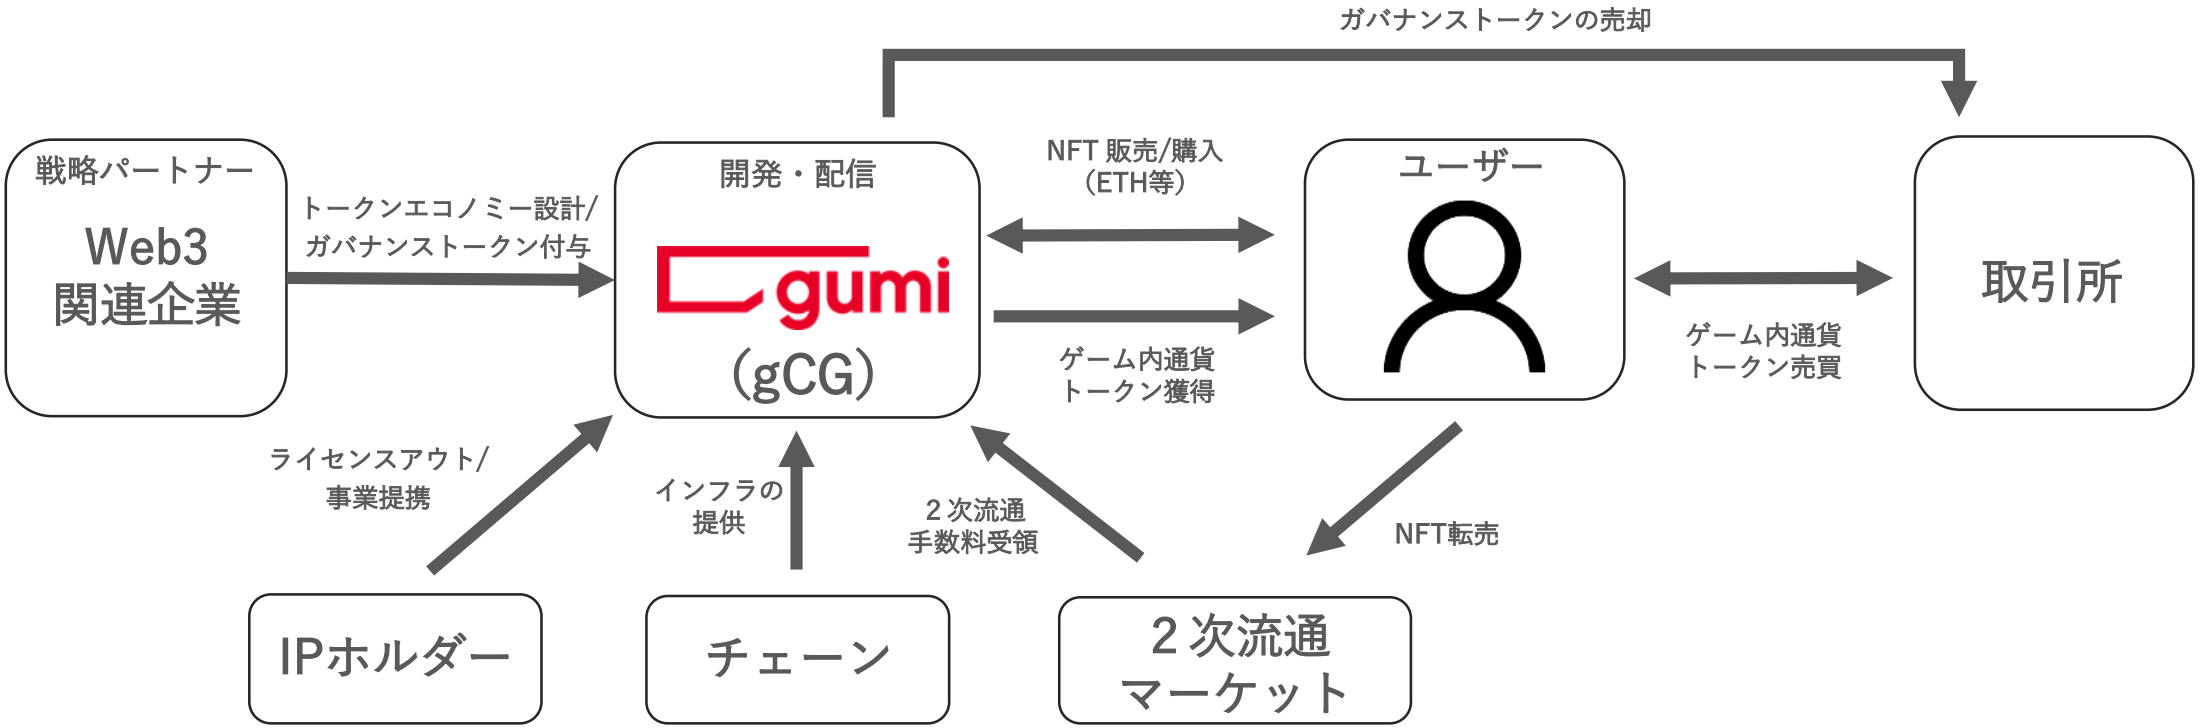 ガバナンストークンの売却
戦略パートナー
Web3
関連企業
トークンエコノミー設計/
ガバナンストークン付与
開発・配信
gumi
（gCG）
NFT 販売/購入
（ETH等）
ゲーム内通貨
トークン獲得
ユーザー
ゲーム内通貨
トークン売買
取引所
ライセンスアウト/
事業提携
インフラの
提供
2 次流通
手数料受領
NFT転売
IPホルダー
チェーン
2 次流通
マーケット